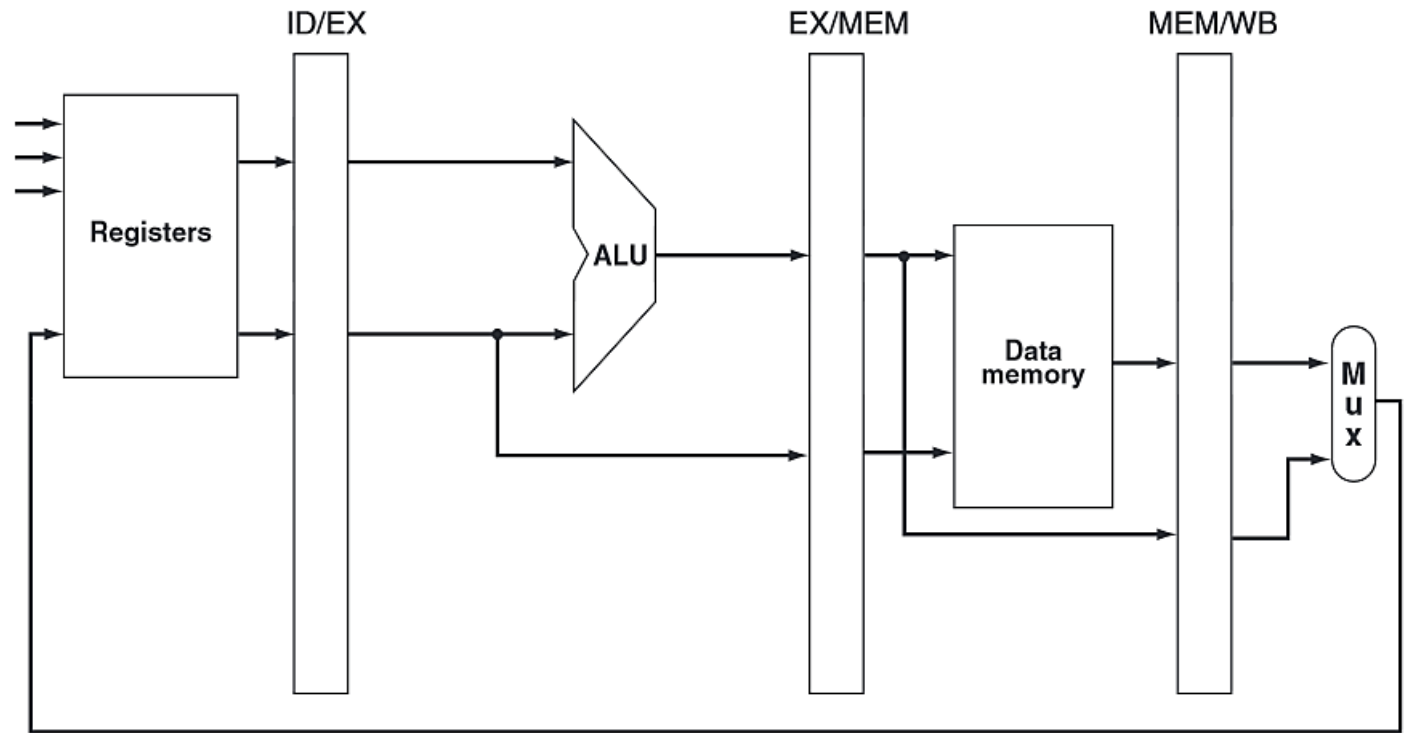 ID/EX
EX/MEM
MEM/WB
Registers
ALU
Data
memory
M
u
x